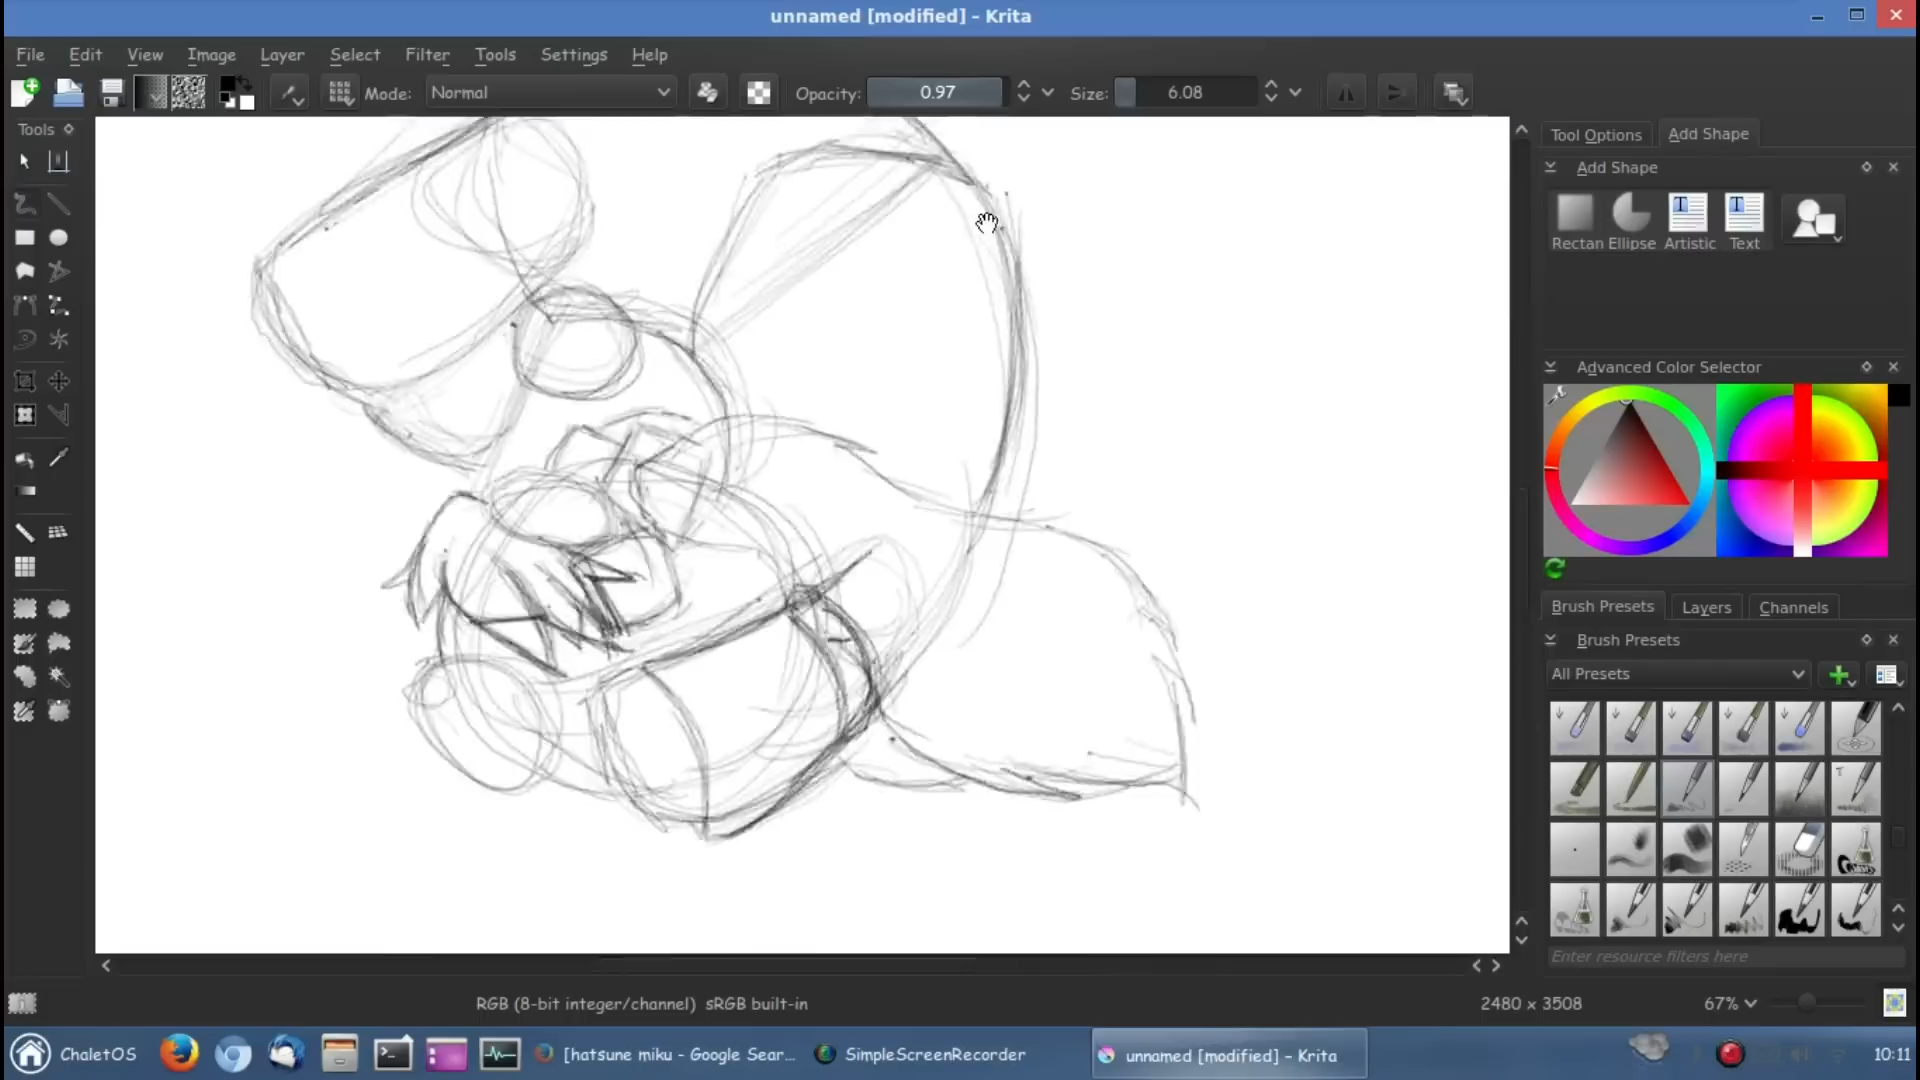 unnamed [modified] – Krita
File Edit View Image Layer Select Filter Tools Settings Help
Mode: Normal Opacity: 0.97 Size: 6.08
Tools
Tool Options Add Shape
Add Shape
T T
Rectan Ellipse Artistic Text
Advanced Color Selector
Brush Presets Layers Channels
Brush Presets
All Presets
T
Enter resource filters here
RGB (8-bit integer/channel) sRGB built-in 2480 x 3508 67%
ChaletOS [hatsune miku - Google Sear... SimpleScreenRecorder unnamed [modified] – Krita 10:11